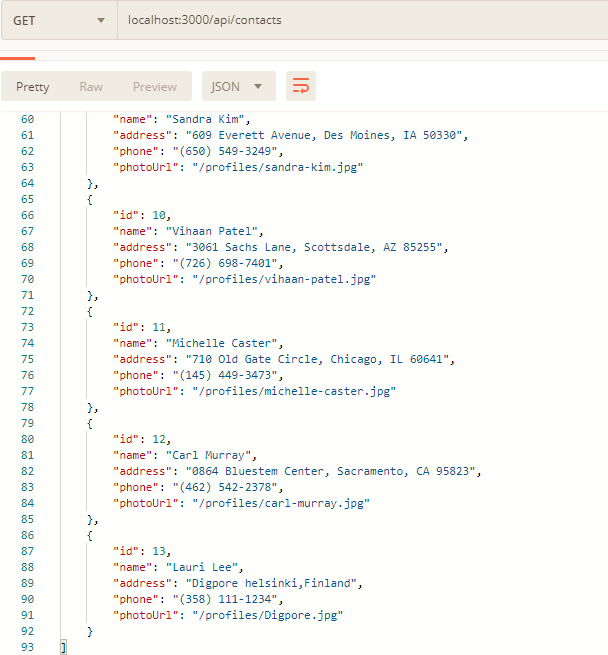 GET localhost:3000/api/contacts
Pretty Raw Preview JSON
60 "name": "Sandra Kim",
61 "address": "609 Everett Avenue, Des Moines, IA 50330",
62 "phone": "(650) 549-3249",
63 "photoUrl": "/profiles/sandra-kim.jpg"
64 },
65 {
66 "id": 10,
67 "name": "Vihaan Patel",
68 "address": "3061 Sachs Lane, Scottsdale, AZ 85255",
69 "phone": "(726) 698-7401",
70 "photoUrl": "/profiles/vihaan-patel.jpg"
71 },
72 {
73 "id": 11,
74 "name": "Michelle Caster",
75 "address": "710 Old Gate Circle, Chicago, IL 60641",
76 "phone": "(145) 449-3473",
77 "photoUrl": "/profiles/michelle-caster.jpg"
78 },
79 {
80 "id": 12,
81 "name": "Carl Murray",
82 "address": "0864 Bluestem Center, Sacramento, CA 95823",
83 "phone": "(462) 542-2378",
84 "photoUrl": "/profiles/carl-murray.jpg"
85 },
86 {
87 "id": 13,
88 "name": "Lauri Lee",
89 "address": "Digpore helsinki,Finland",
90 "phone": "(358) 111-1234",
91 "photoUrl": "/profiles/Digpore.jpg"
92 }
93 ]